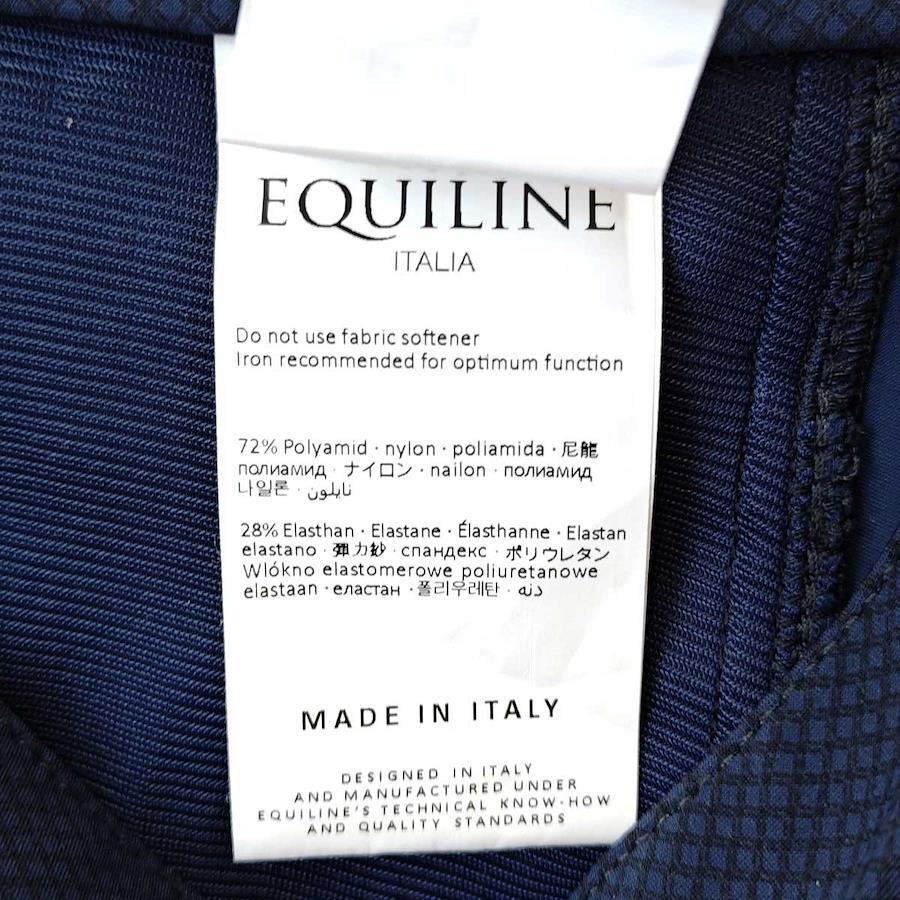 EQUILINE
ITALIA
Do not use fabric softener
Iron recommended for optimum function
72% Polyamid · nylon · poliamida · 尼龍
полиамид · ナイロン · nailon · полиамид
나일론 · نايلون
28% Elasthan · Elastane · Élasthanne · Elastan
elastano · 彈力紗 · спандекс · ポリウレタン
Wlókno elastomerowe poliuretanowe
elastaan · еластан · 폴리우레탄 · دنه
MADE IN ITALY
DESIGNED IN ITALY
AND MANUFACTURED UNDER
EQUILINE'S TECHNICAL KNOW-HOW
AND QUALITY STANDARDS